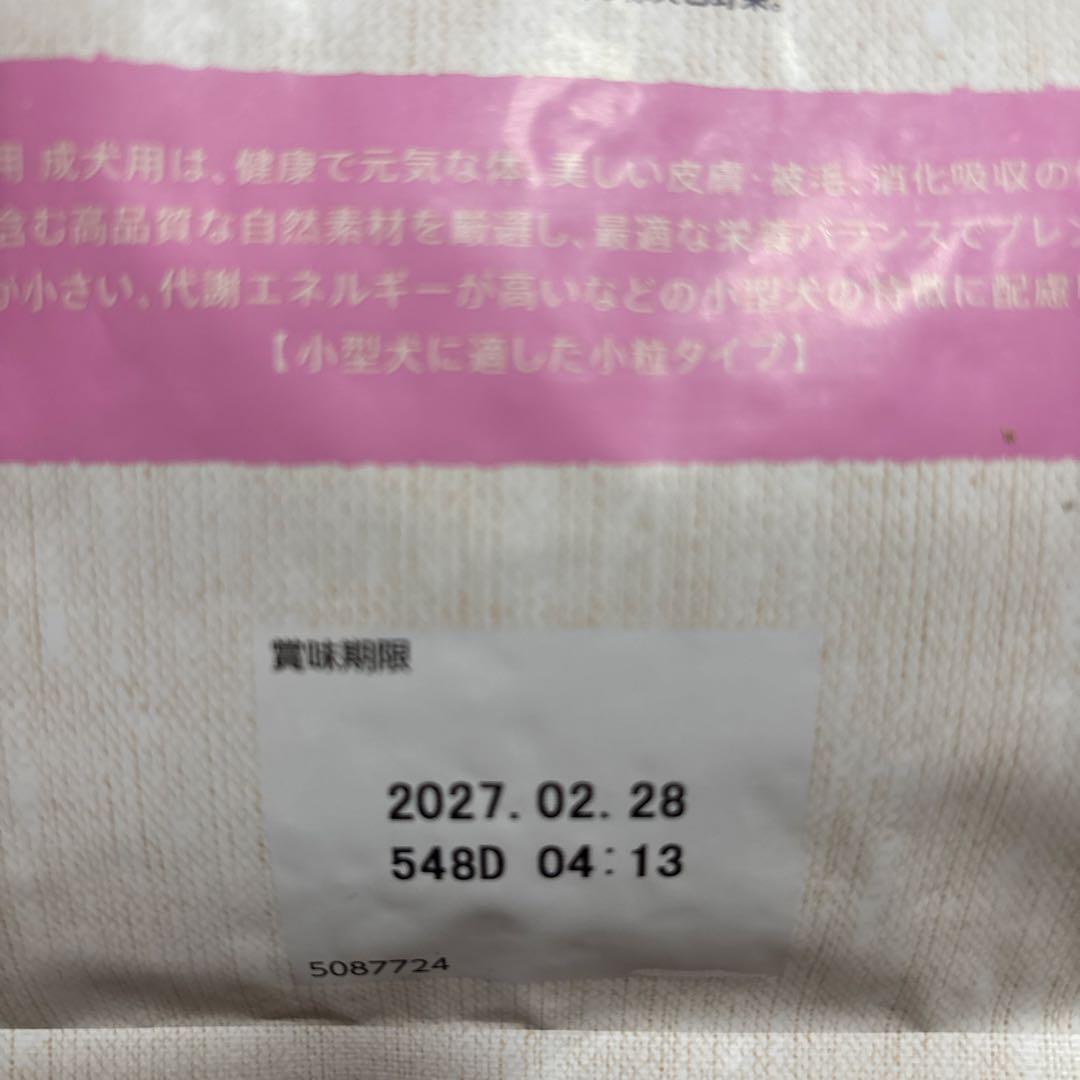 用 成犬用は、健康で元気な体、美しい皮膚・被毛、消化吸収の
含む高品質な自然素材を厳選し、最適な栄養バランスでブレン
が小さい、代謝エネルギーが高いなどの小型犬の特徴に配慮
【小型犬に適した小粒タイプ】
賞味期限
2027.02.28
548D 04:13
5087724